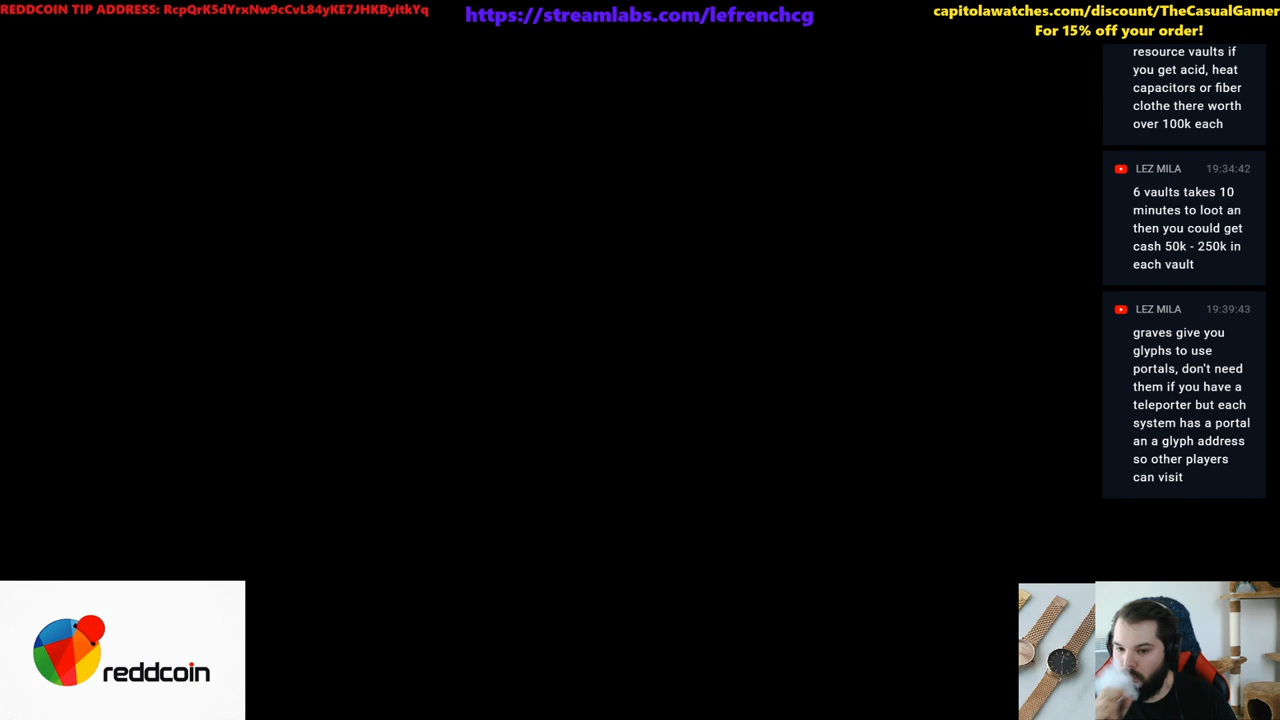 REDDCOIN TIP ADDRESS: RcpQrK5dYrxNw9cCvL84yKE7JHKByitkYq
https://streamlabs.com/lefrenchcg
capitolawatches.com/discount/TheCasualGamer
For 15% off your order!
resource vaults if
you get acid, heat
capacitors or fiber
clothe there worth
over 100k each
LEZ MILA 19:34:42
6 vaults takes 10
minutes to loot an
then you could get
cash 50k - 250k in
each vault
LEZ MILA 19:39:43
graves give you
glyphs to use
portals, don't need
them if you have a
teleporter but each
system has a portal
an a glyph address
so other players
can visit
reddcoin